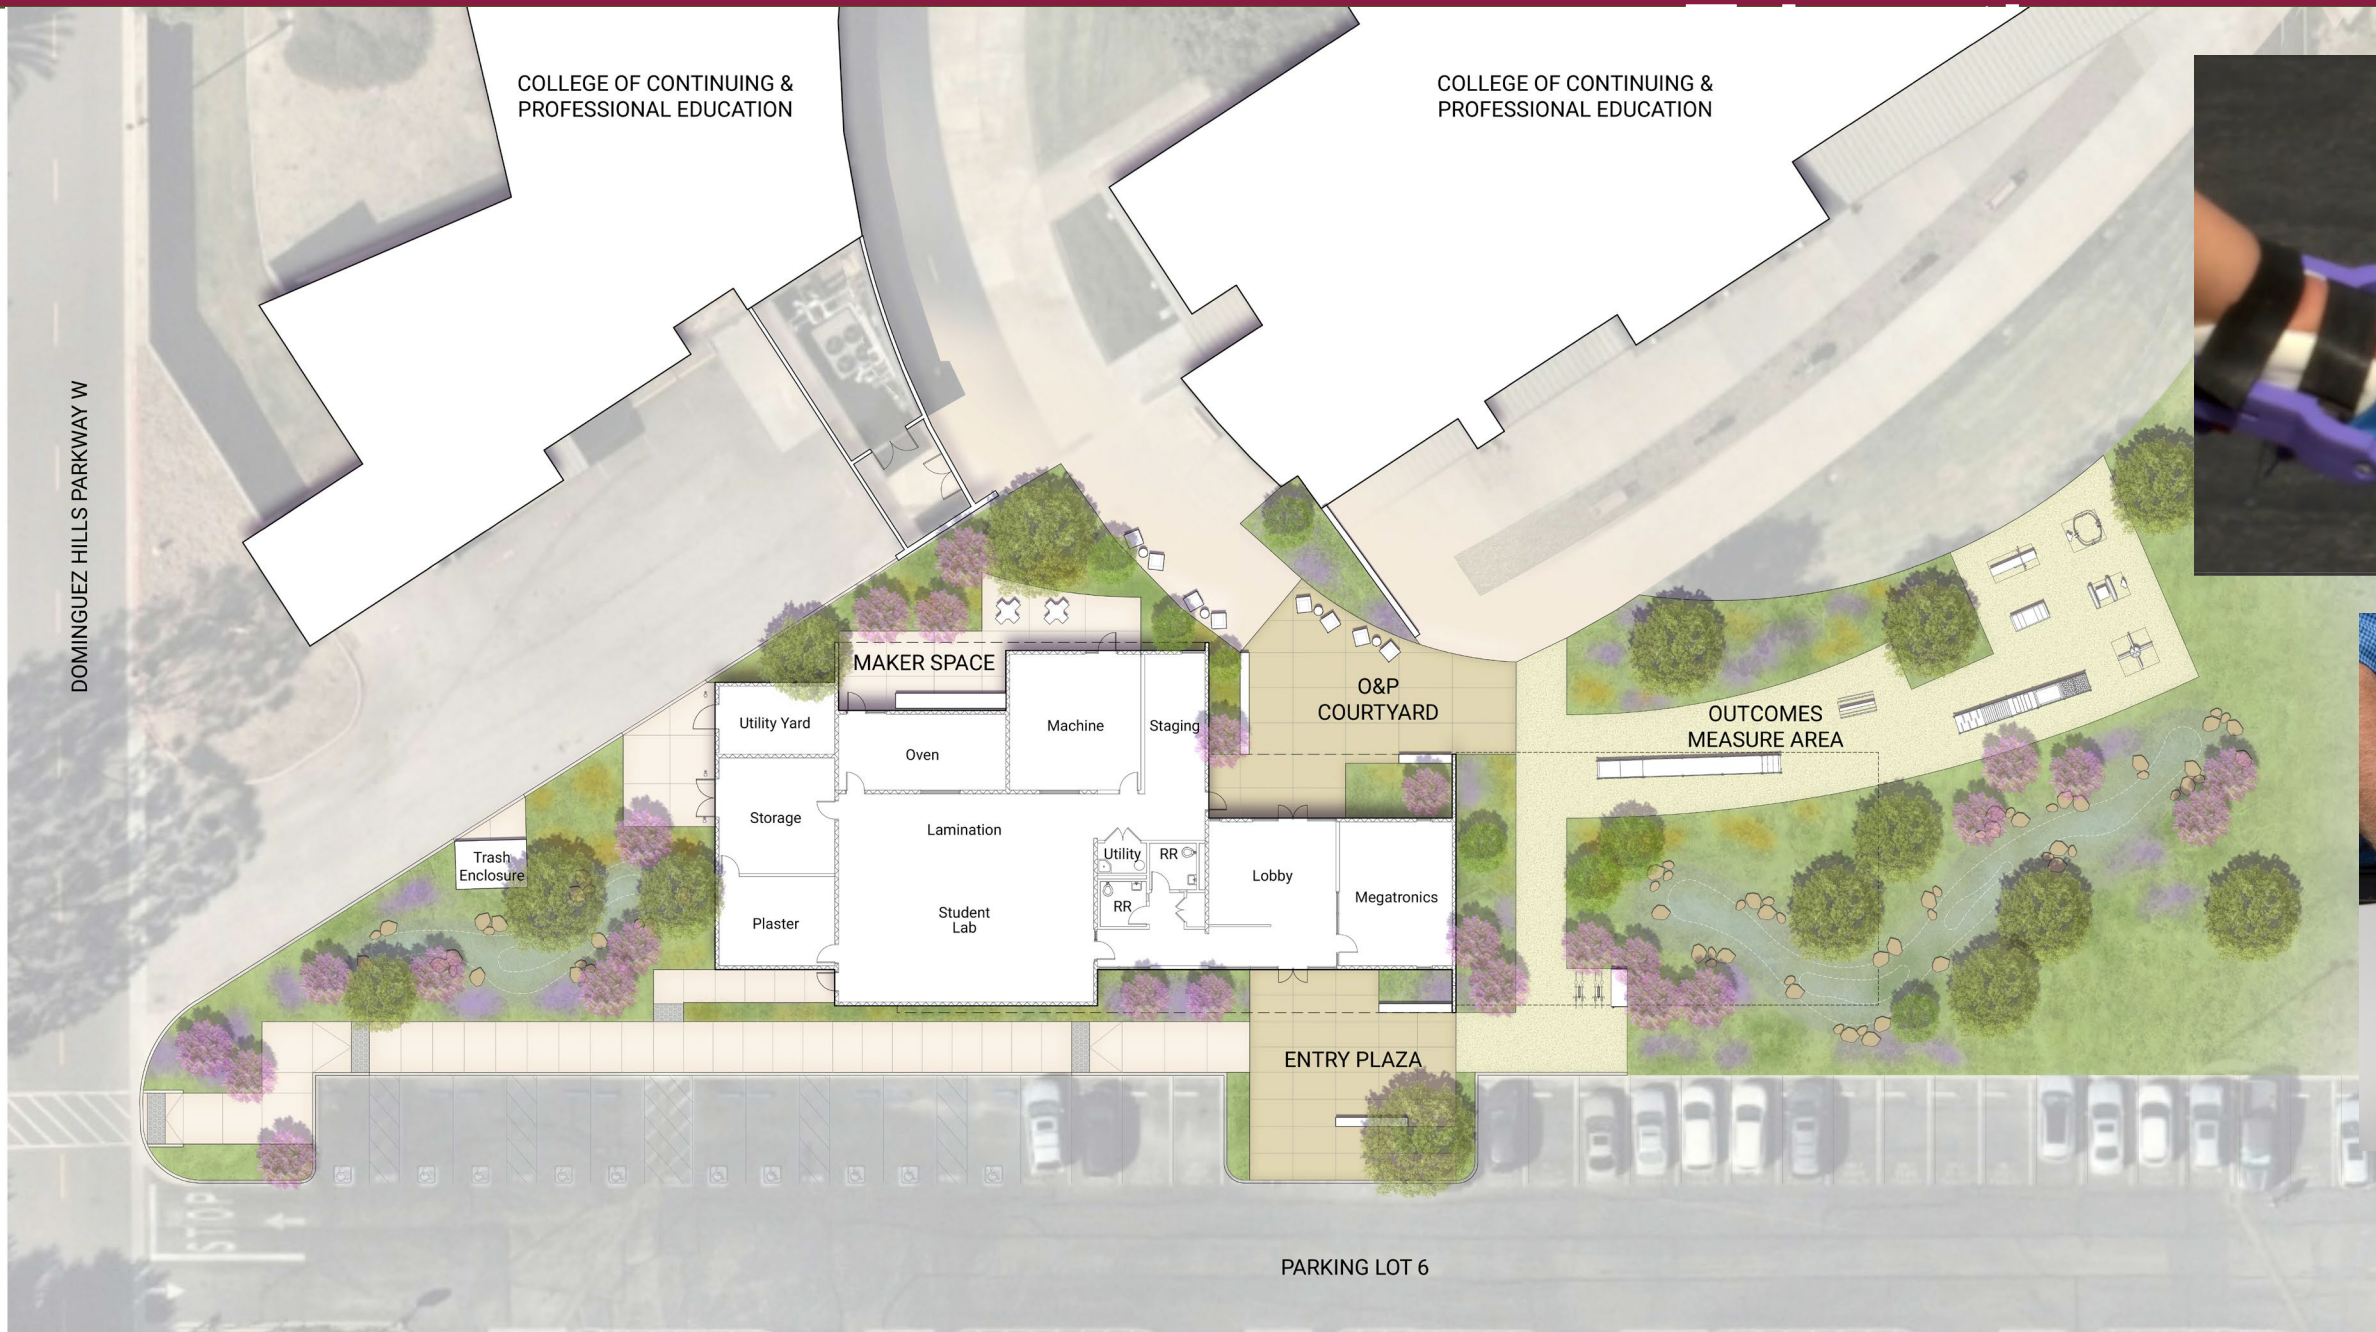 COLLEGE OF CONTINUING &
PROFESSIONAL EDUCATION
COLLEGE OF CONTINUING &
PROFESSIONAL EDUCATION
DOMINGUEZ HILLS PARKWAY W
MAKER SPACE
O&P
COURTYARD
OUTCOMES
MEASURE AREA
Utility Yard
Oven
Machine
Staging
Storage
Lamination
Trash
Enclosure
Utility
RR
RR
Lobby
Megatronics
Plaster
Student
Lab
ENTRY PLAZA
STOP
PARKING LOT 6